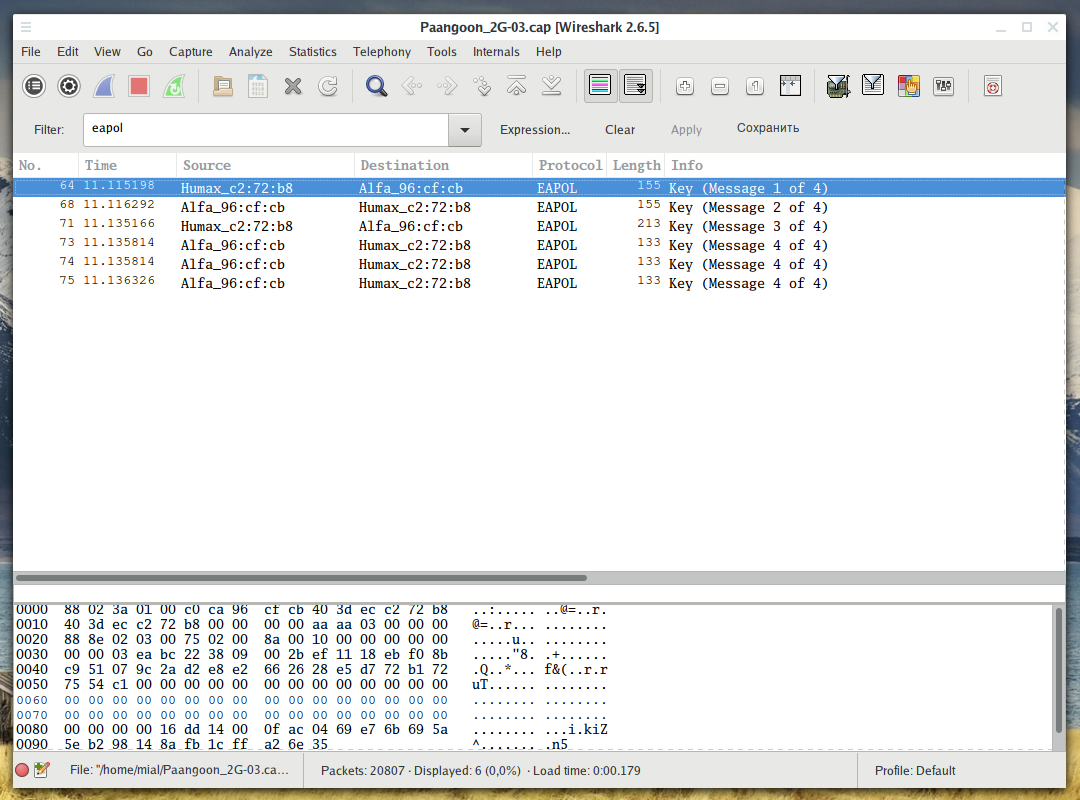 Paangoon_2G-03.cap [Wireshark 2.6.5]
File Edit View Go Capture Analyze Statistics Telephony Tools Internals Help
Filter: eapol Expression... Clear Apply Сохранить
No. Time Source Destination Protocol Length Info
64 11.115198 Humax_c2:72:b8 Alfa_96:cf:cb EAPOL 155 Key (Message 1 of 4)
68 11.116292 Alfa_96:cf:cb Humax_c2:72:b8 EAPOL 155 Key (Message 2 of 4)
71 11.135166 Humax_c2:72:b8 Alfa_96:cf:cb EAPOL 213 Key (Message 3 of 4)
73 11.135814 Alfa_96:cf:cb Humax_c2:72:b8 EAPOL 133 Key (Message 4 of 4)
74 11.135814 Alfa_96:cf:cb Humax_c2:72:b8 EAPOL 133 Key (Message 4 of 4)
75 11.136326 Alfa_96:cf:cb Humax_c2:72:b8 EAPOL 133 Key (Message 4 of 4)
0000 88 02 3a 01 00 c0 ca 96 cf cb 40 3d ec c2 72 b8 ..:..... ..@=..r.
0010 40 3d ec c2 72 b8 00 00 00 00 aa aa 03 00 00 00 @=..r... ........
0020 88 8e 02 03 00 75 02 00 8a 00 10 00 00 00 00 00 .....u.. ........
0030 00 00 03 ea bc 22 38 09 00 2b ef 11 18 eb f0 8b ....."8. .+......
0040 c9 51 07 9c 2a d2 e8 e2 66 26 28 e5 d7 72 b1 72 .Q..*... f&(..r.r
0050 75 54 c1 00 00 00 00 00 00 00 00 00 00 00 00 00 uT...... ........
0060 00 00 00 00 00 00 00 00 00 00 00 00 00 00 00 00 ........ ........
0070 00 00 00 00 00 00 00 00 00 00 00 00 00 00 00 00 ........ ........
0080 00 00 00 00 16 dd 14 00 0f ac 04 69 e7 6b 69 5a ........ ...i.kiZ
0090 5e b2 98 14 8a fb 1c ff a2 6e 35 ^....... .n5
File: "/home/mial/Paangoon_2G-03.ca... Packets: 20807 · Displayed: 6 (0,0%) · Load time: 0:00.179 Profile: Default